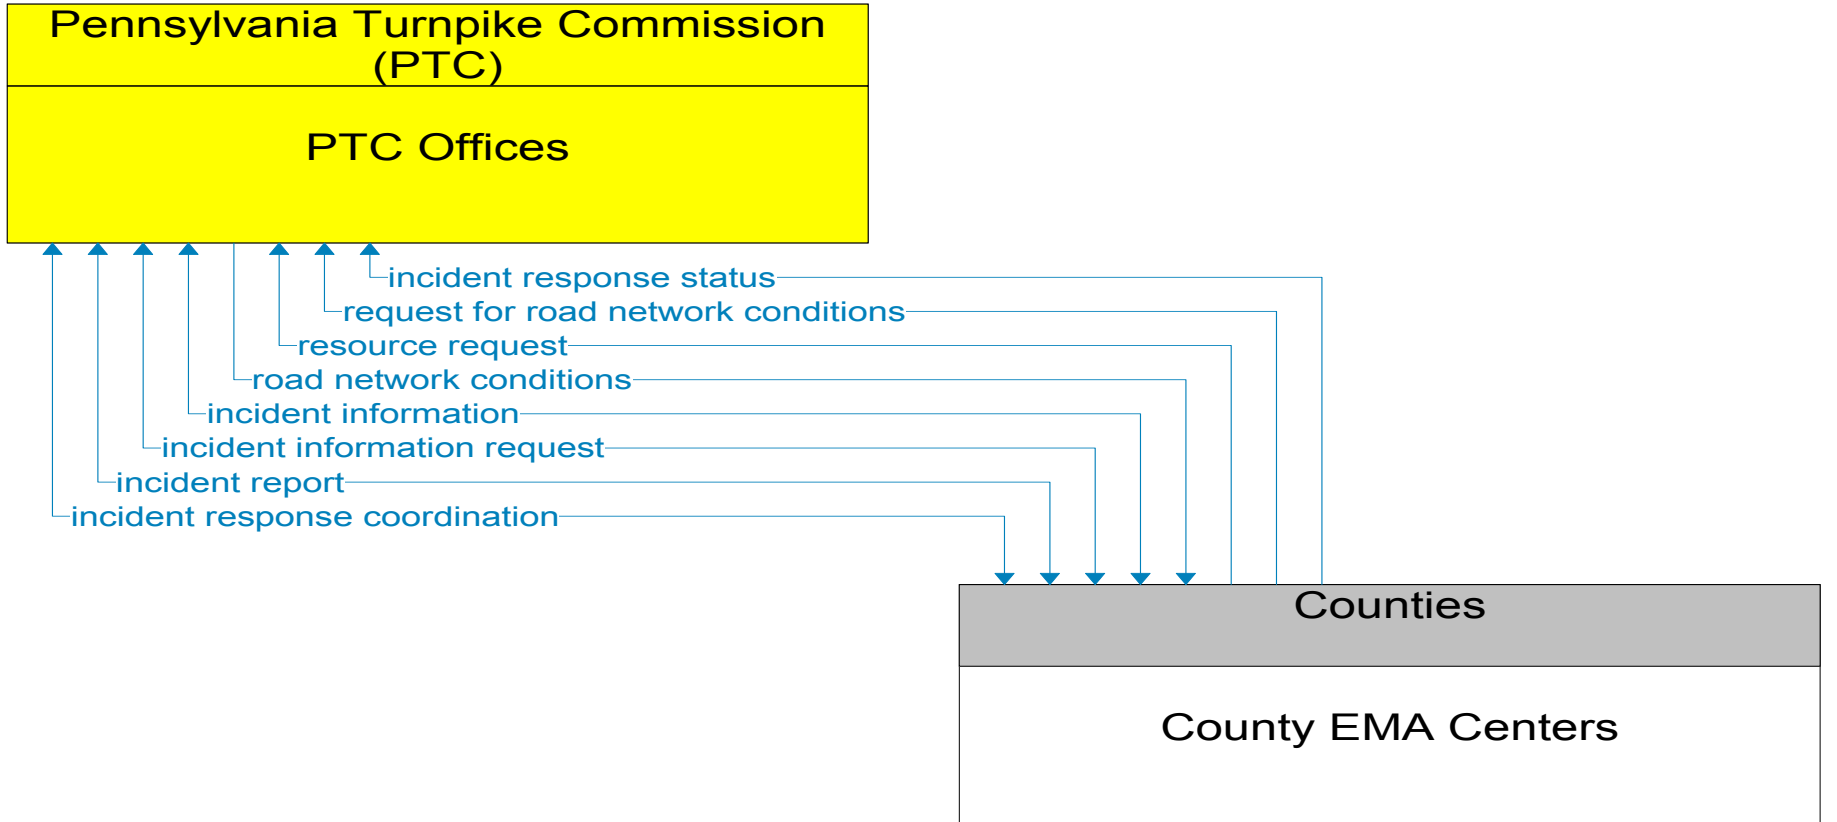 Pennsylvania Turnpike Commission
(PTC)
PTC Offices
incident response status
request for road network conditions
resource request
road network conditions
incident information
incident information request
incident report
incident response coordination
Counties
County EMA Centers